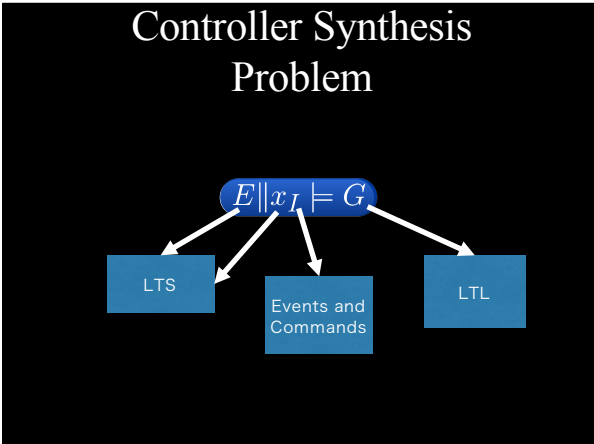 Controller Synthesis
Problem
E∥x_I ⊨ G
LTS
Events and
Commands
LTL